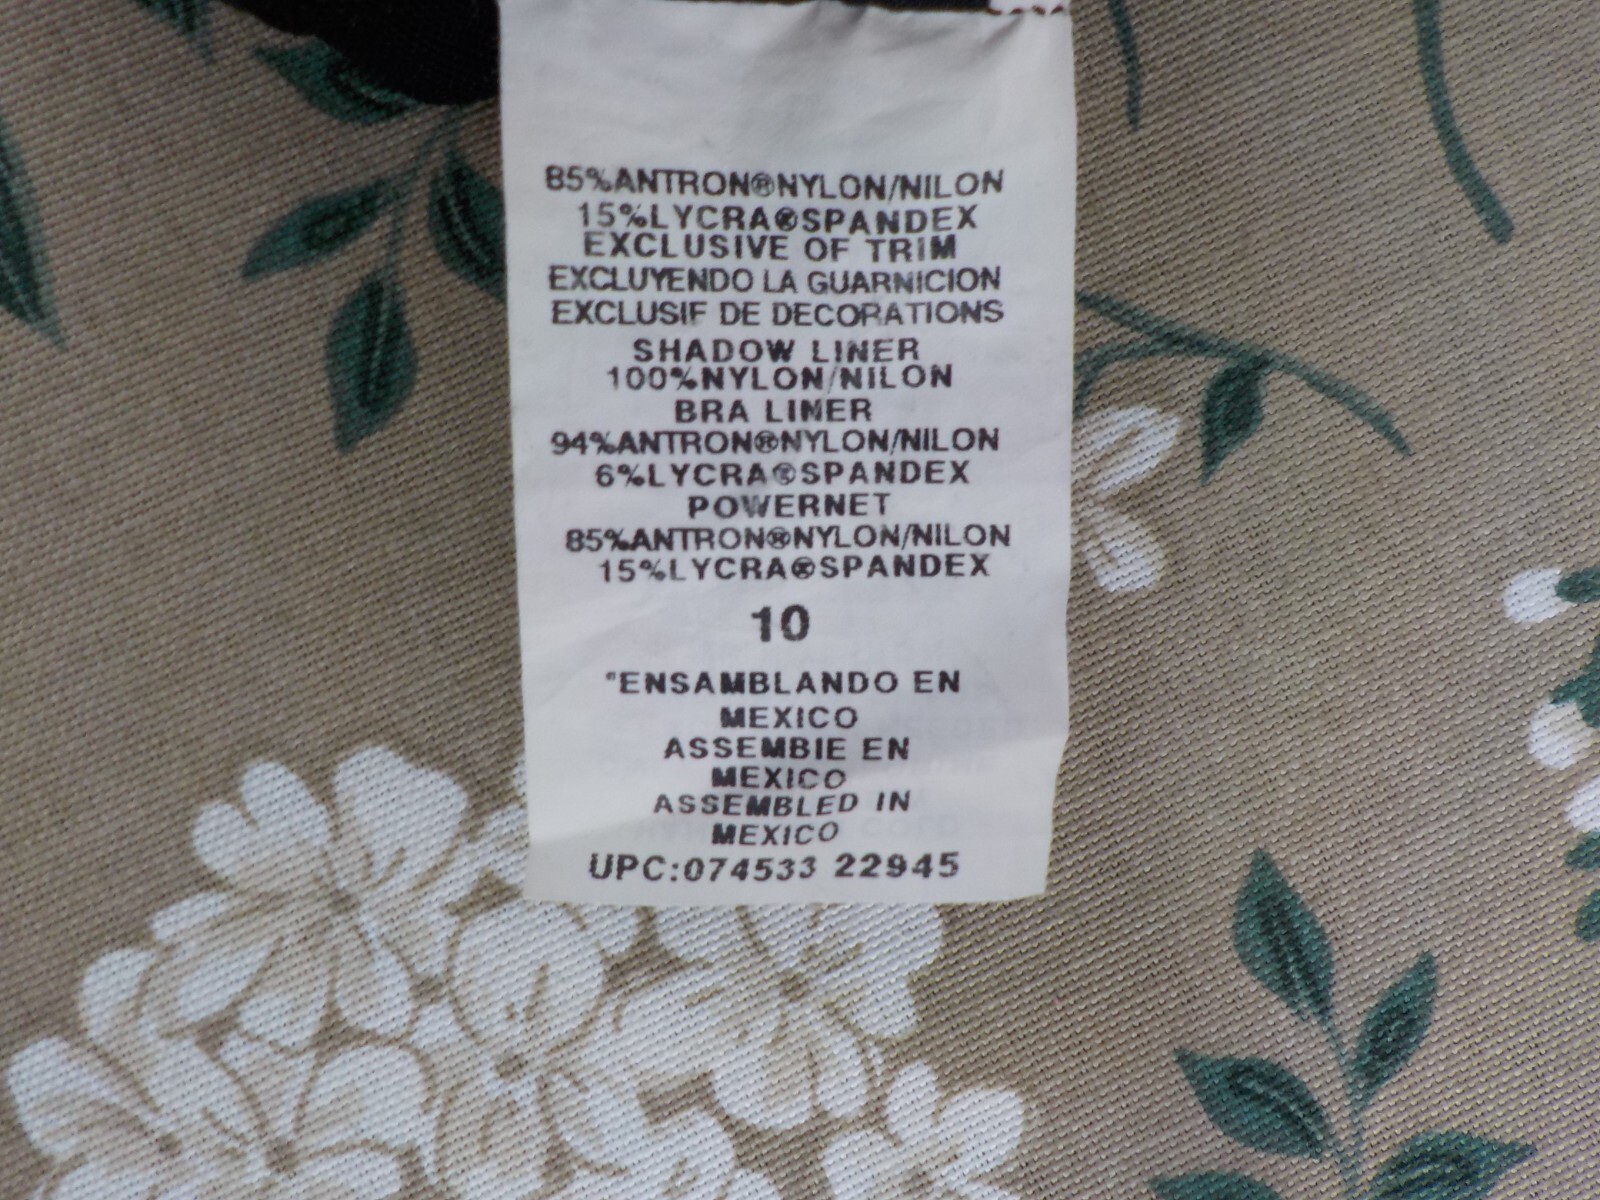 85%ANTRON®NYLON/NILON
15%LYCRA®SPANDEX
EXCLUSIVE OF TRIM
EXCLUYENDO LA GUARNICION
EXCLUSIF DE DECORATIONS
SHADOW LINER
100%NYLON/NILON
BRA LINER
94%ANTRON®NYLON/NILON
6%LYCRA®SPANDEX
POWERNET
85%ANTRON®NYLON/NILON
15%LYCRA®SPANDEX
10
"ENSAMBLANDO EN
MEXICO
ASSEMBIE EN
MEXICO
ASSEMBLED IN
MEXICO
UPC:074533 22945